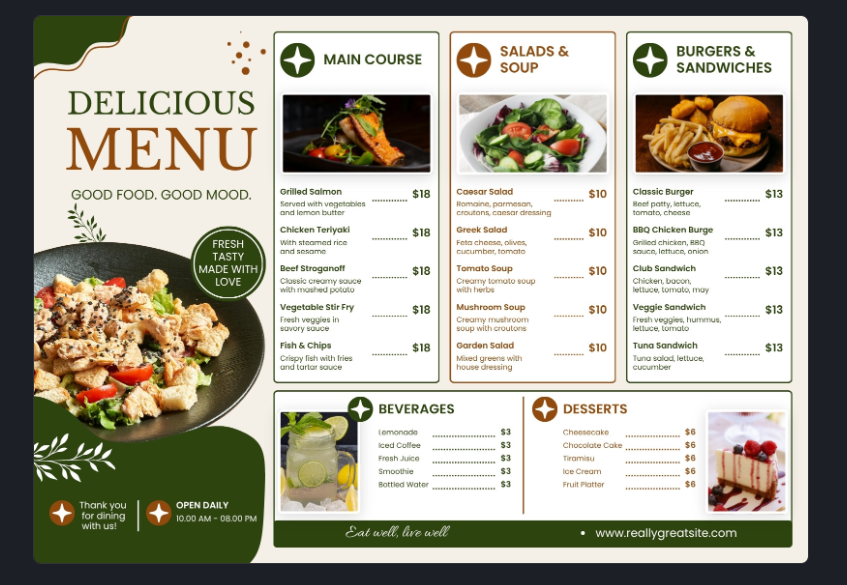 DELICIOUS
MENU
GOOD FOOD. GOOD MOOD.
FRESH
TASTY
MADE WITH
LOVE
Thank you
for dining
with us!
OPEN DAILY
10.00 AM - 08.00 PM
MAIN COURSE
Grilled Salmon $18
Served with vegetables
and lemon butter
Chicken Teriyaki $18
With steamed rice
and sesame
Beef Stroganoff $18
Classic creamy sauce
with mashed potato
Vegetable Stir Fry $18
Fresh veggies in
savory sauce
Fish & Chips $18
Crispy fish with fries
and tartar sauce
SALADS &
SOUP
Caesar Salad $10
Romaine, parmesan,
croutons, caesar dressing
Greek Salad $10
Feta cheese, olives,
cucumber, tomato
Tomato Soup $10
Creamy tomato soup
with herbs
Mushroom Soup $10
Creamy mushroom
soup with croutons
Garden Salad $10
Mixed greens with
house dressing
BURGERS &
SANDWICHES
Classic Burger $13
Beef patty, lettuce,
tomato, cheese
BBQ Chicken Burge $13
Grilled chicken, BBQ
sauce, lettuce, onion
Club Sandwich $13
Chicken, bacon,
lettuce, tomato, may
Veggie Sandwich $13
Fresh veggies, hummus,
lettuce, tomato
Tuna Sandwich $13
Tuna salad, lettuce,
cucumber
BEVERAGES
Lemonade $3
Iced Coffee $3
Fresh Juice $3
Smoothie $3
Bottled Water $3
DESSERTS
Cheesecake $6
Chocolate Cake $6
Tiramisu $6
Ice Cream $6
Fruit Platter $6
Eat well, live well
• www.reallygreatsite.com